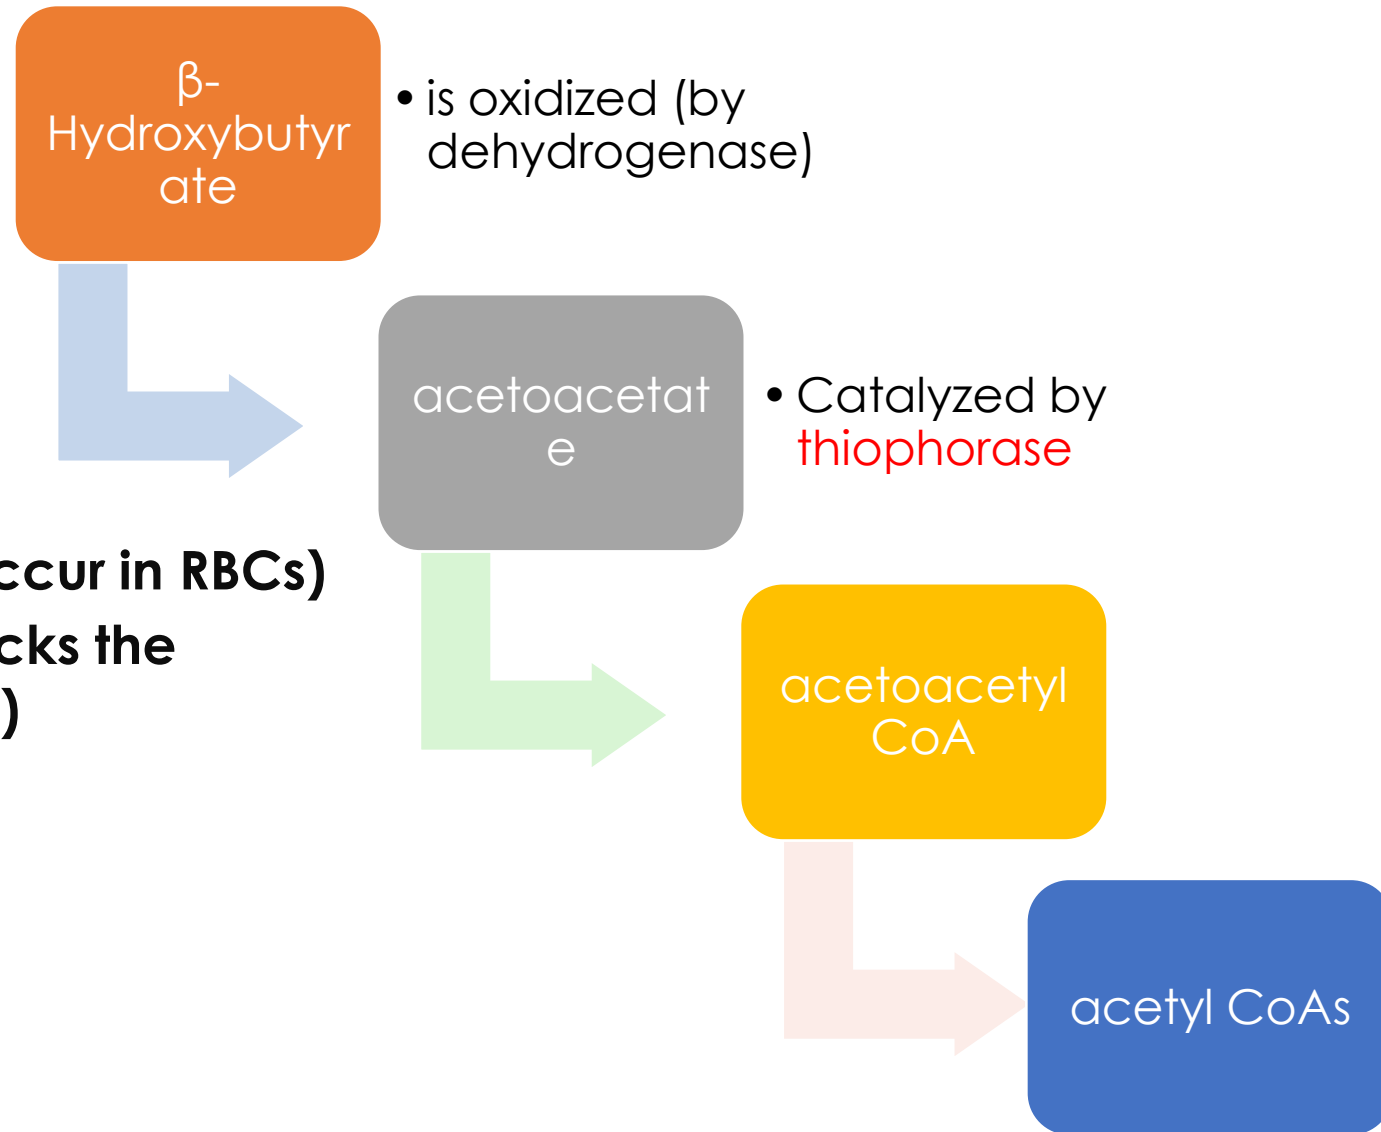 β-
Hydroxybutyr
ate
• is oxidized (by
dehydrogenase)
acetoacetat
e
• Catalyzed by
thiophorase
ccur in RBCs)
cks the
)
acetoacetyl
CoA
acetyl CoAs